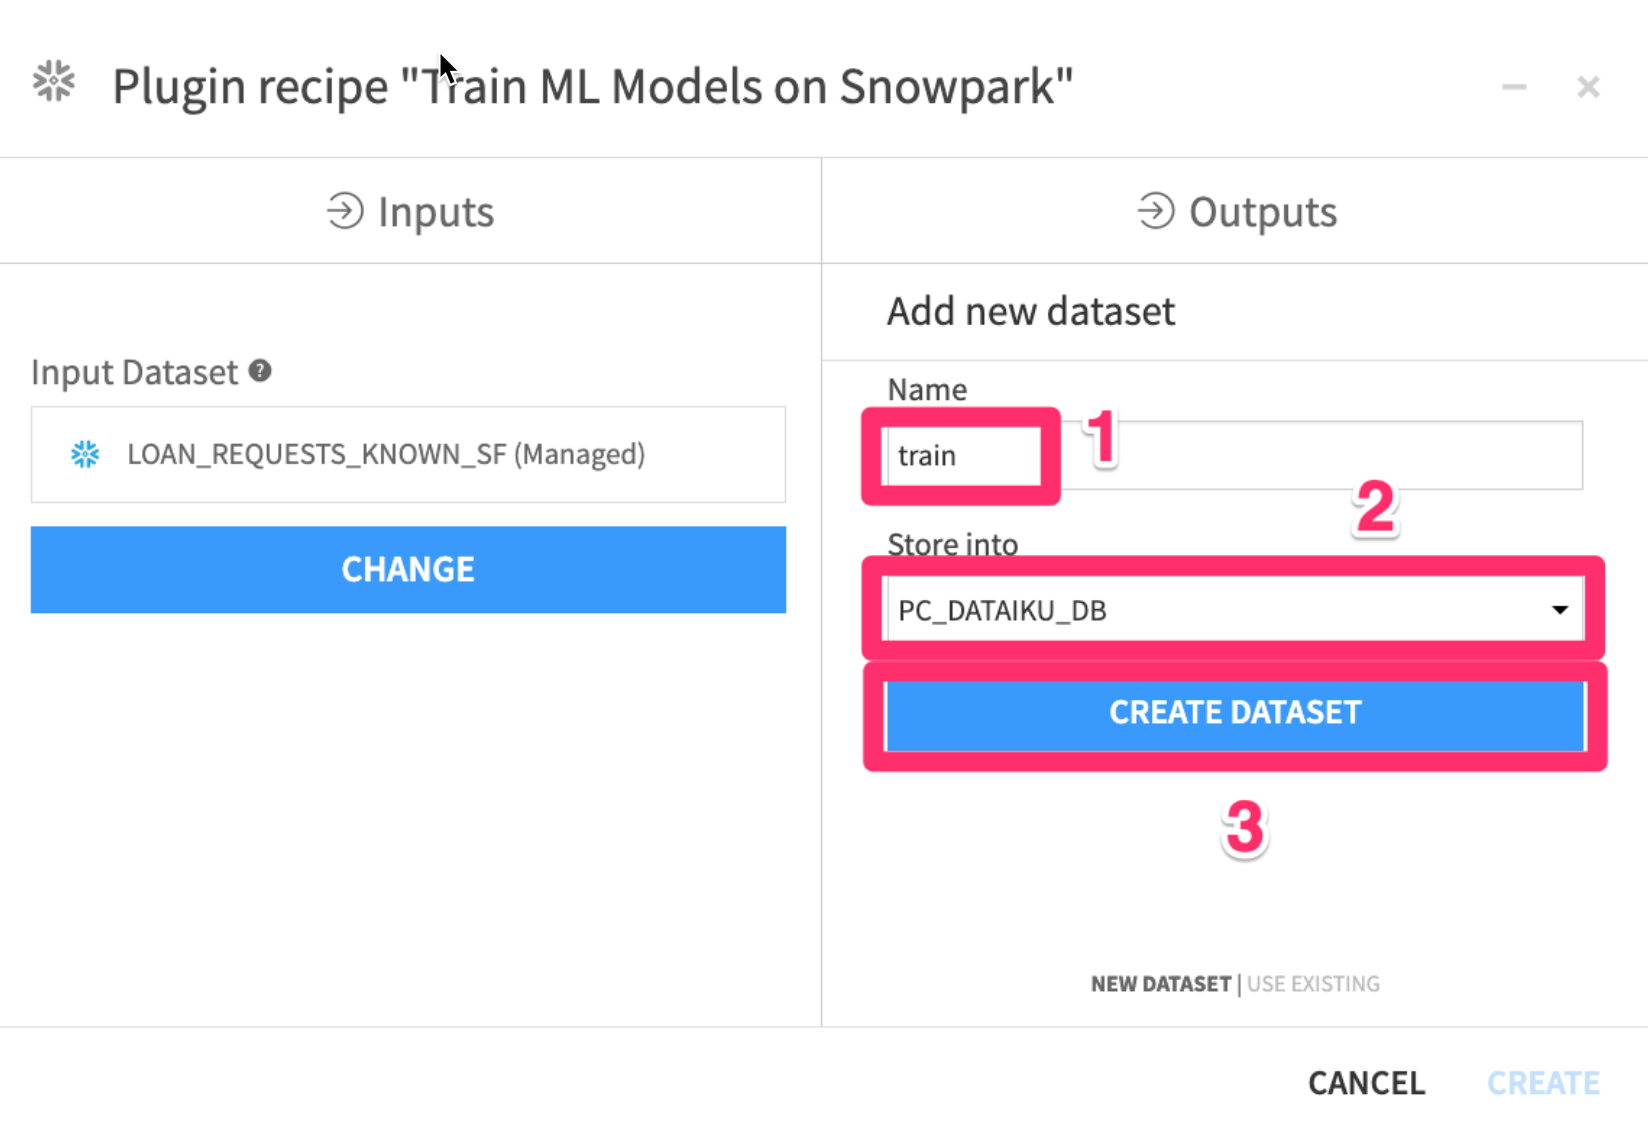 Plugin recipe "Train ML Models on Snowpark"
Inputs
Outputs
Add new dataset
Input Dataset ?
Name
LOAN_REQUESTS_KNOWN_SF (Managed)
train
1
2
Store into
CHANGE
PC_DATAIKU_DB
CREATE DATASET
3
NEW DATASET | USE EXISTING
CANCEL
CREATE